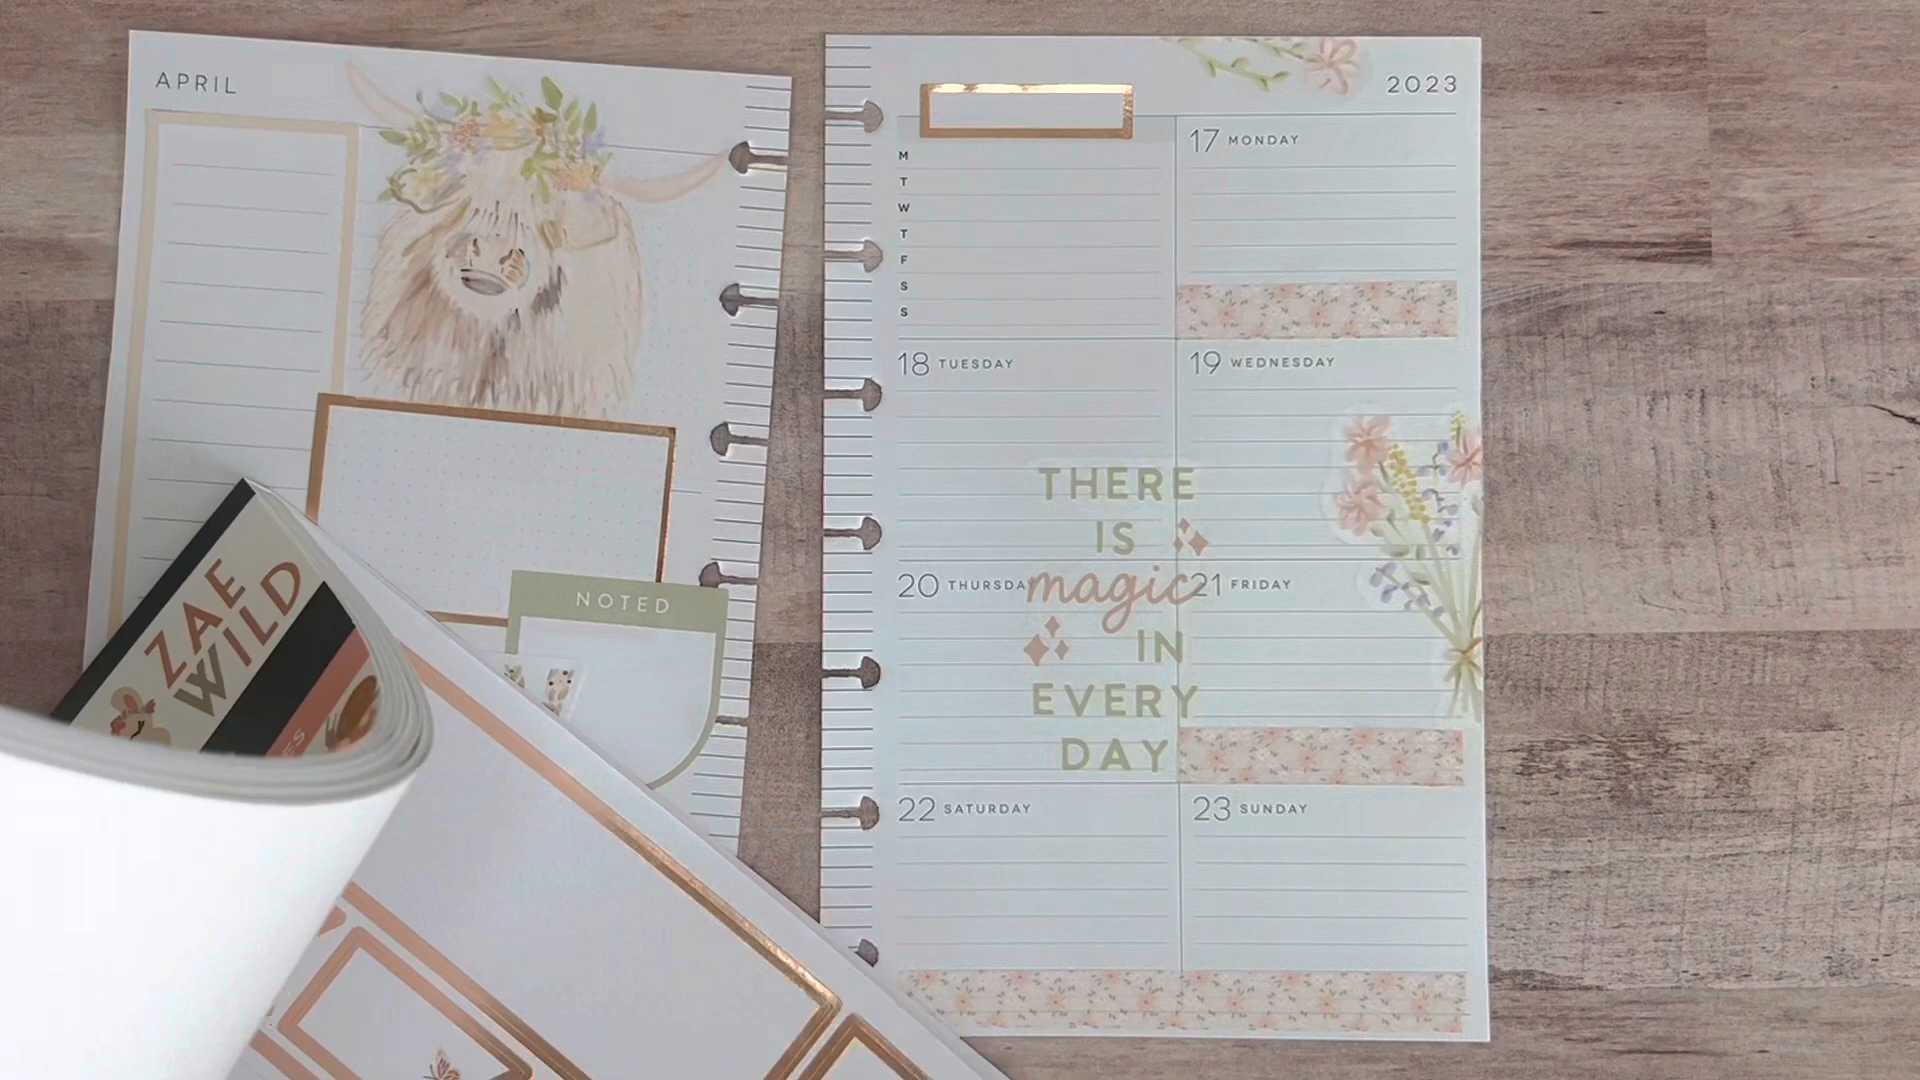 APRIL
NOTED
ZAE
WILD
2023
M
T
W
T
F
S
S
17 MONDAY
18 TUESDAY
19 WEDNESDAY
20 THURSDA
21 FRIDAY
22 SATURDAY
23 SUNDAY
THERE
IS
magic
IN
EVERY
DAY